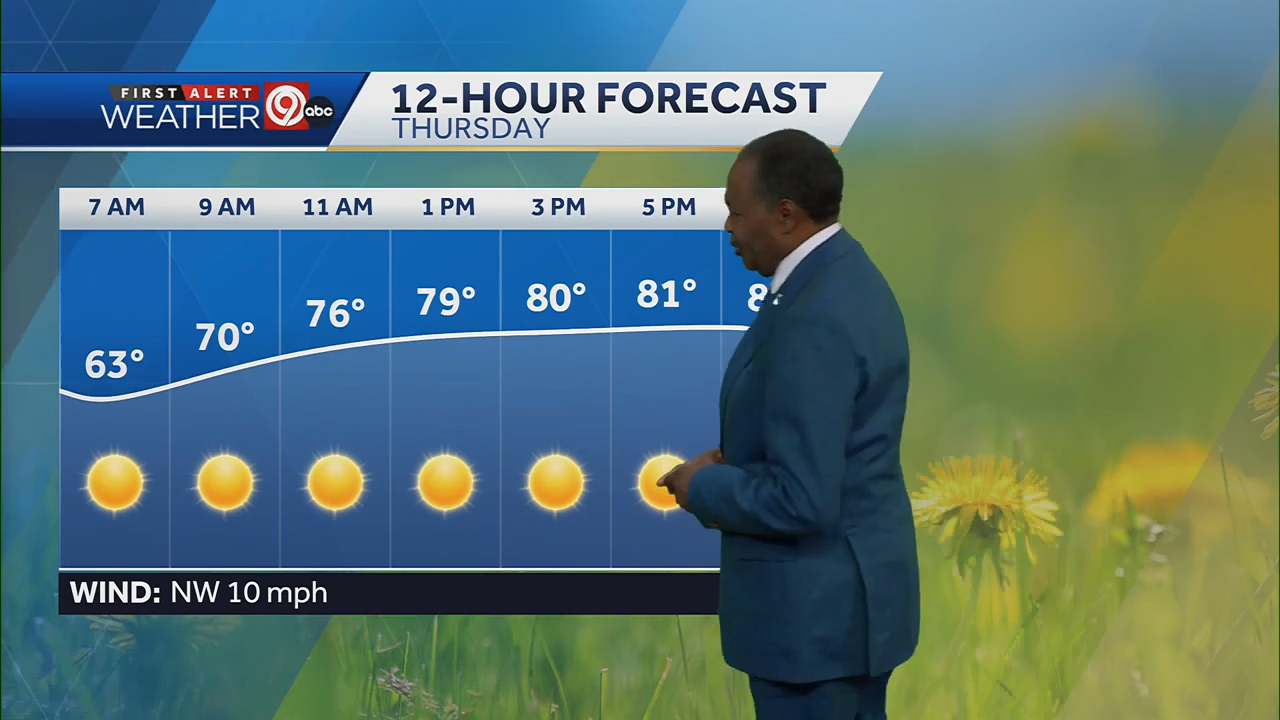 FIRST ALERT
WEATHER 9 abc
12-HOUR FORECAST
THURSDAY
7 AM 9 AM 11 AM 1 PM 3 PM 5 PM
63° 70° 76° 79° 80° 81°
WIND: NW 10 mph